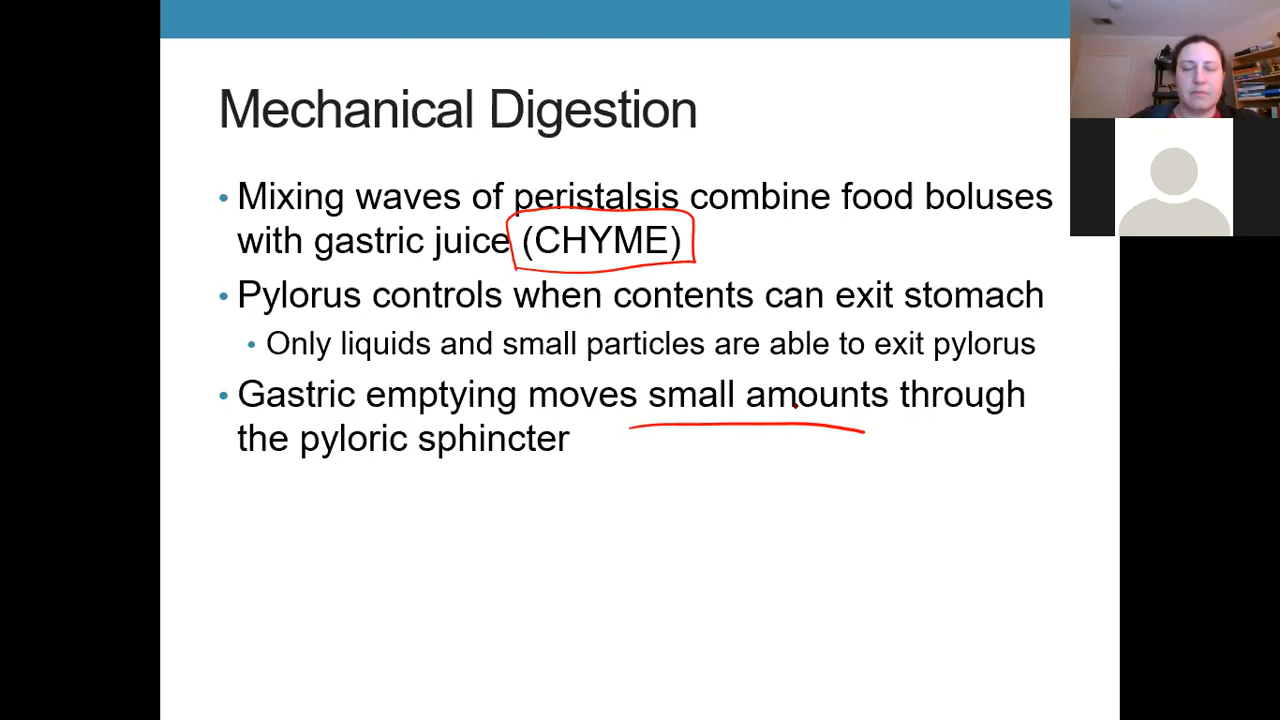 Mechanical Digestion
• Mixing waves of peristalsis combine food boluses
with gastric juice (CHYME)
• Pylorus controls when contents can exit stomach
• Only liquids and small particles are able to exit pylorus
• Gastric emptying moves small amounts through
the pyloric sphincter